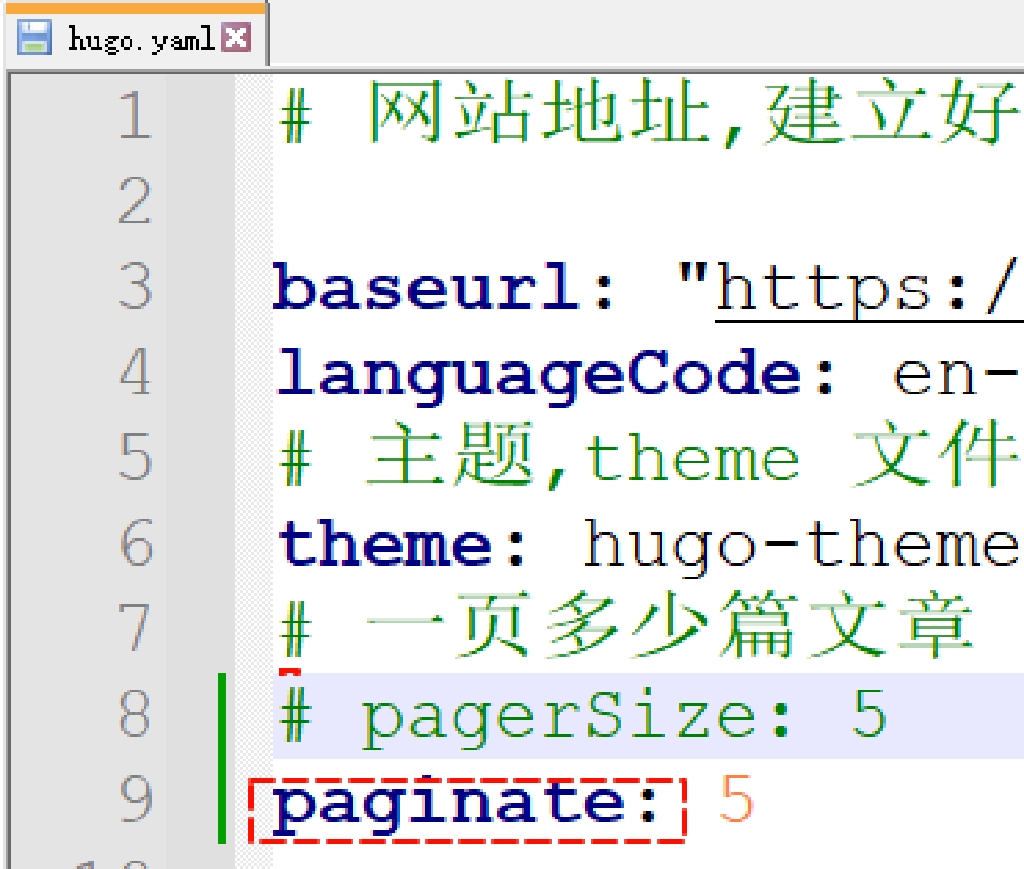 hugo.yaml
1 # 网站地址,建立好
2
3 baseurl: "https:/
4 languageCode: en-
5 # 主题,theme 文件
6 theme: hugo-theme
7 # 一页多少篇文章
8 # pagerSize: 5
9 paginate: 5